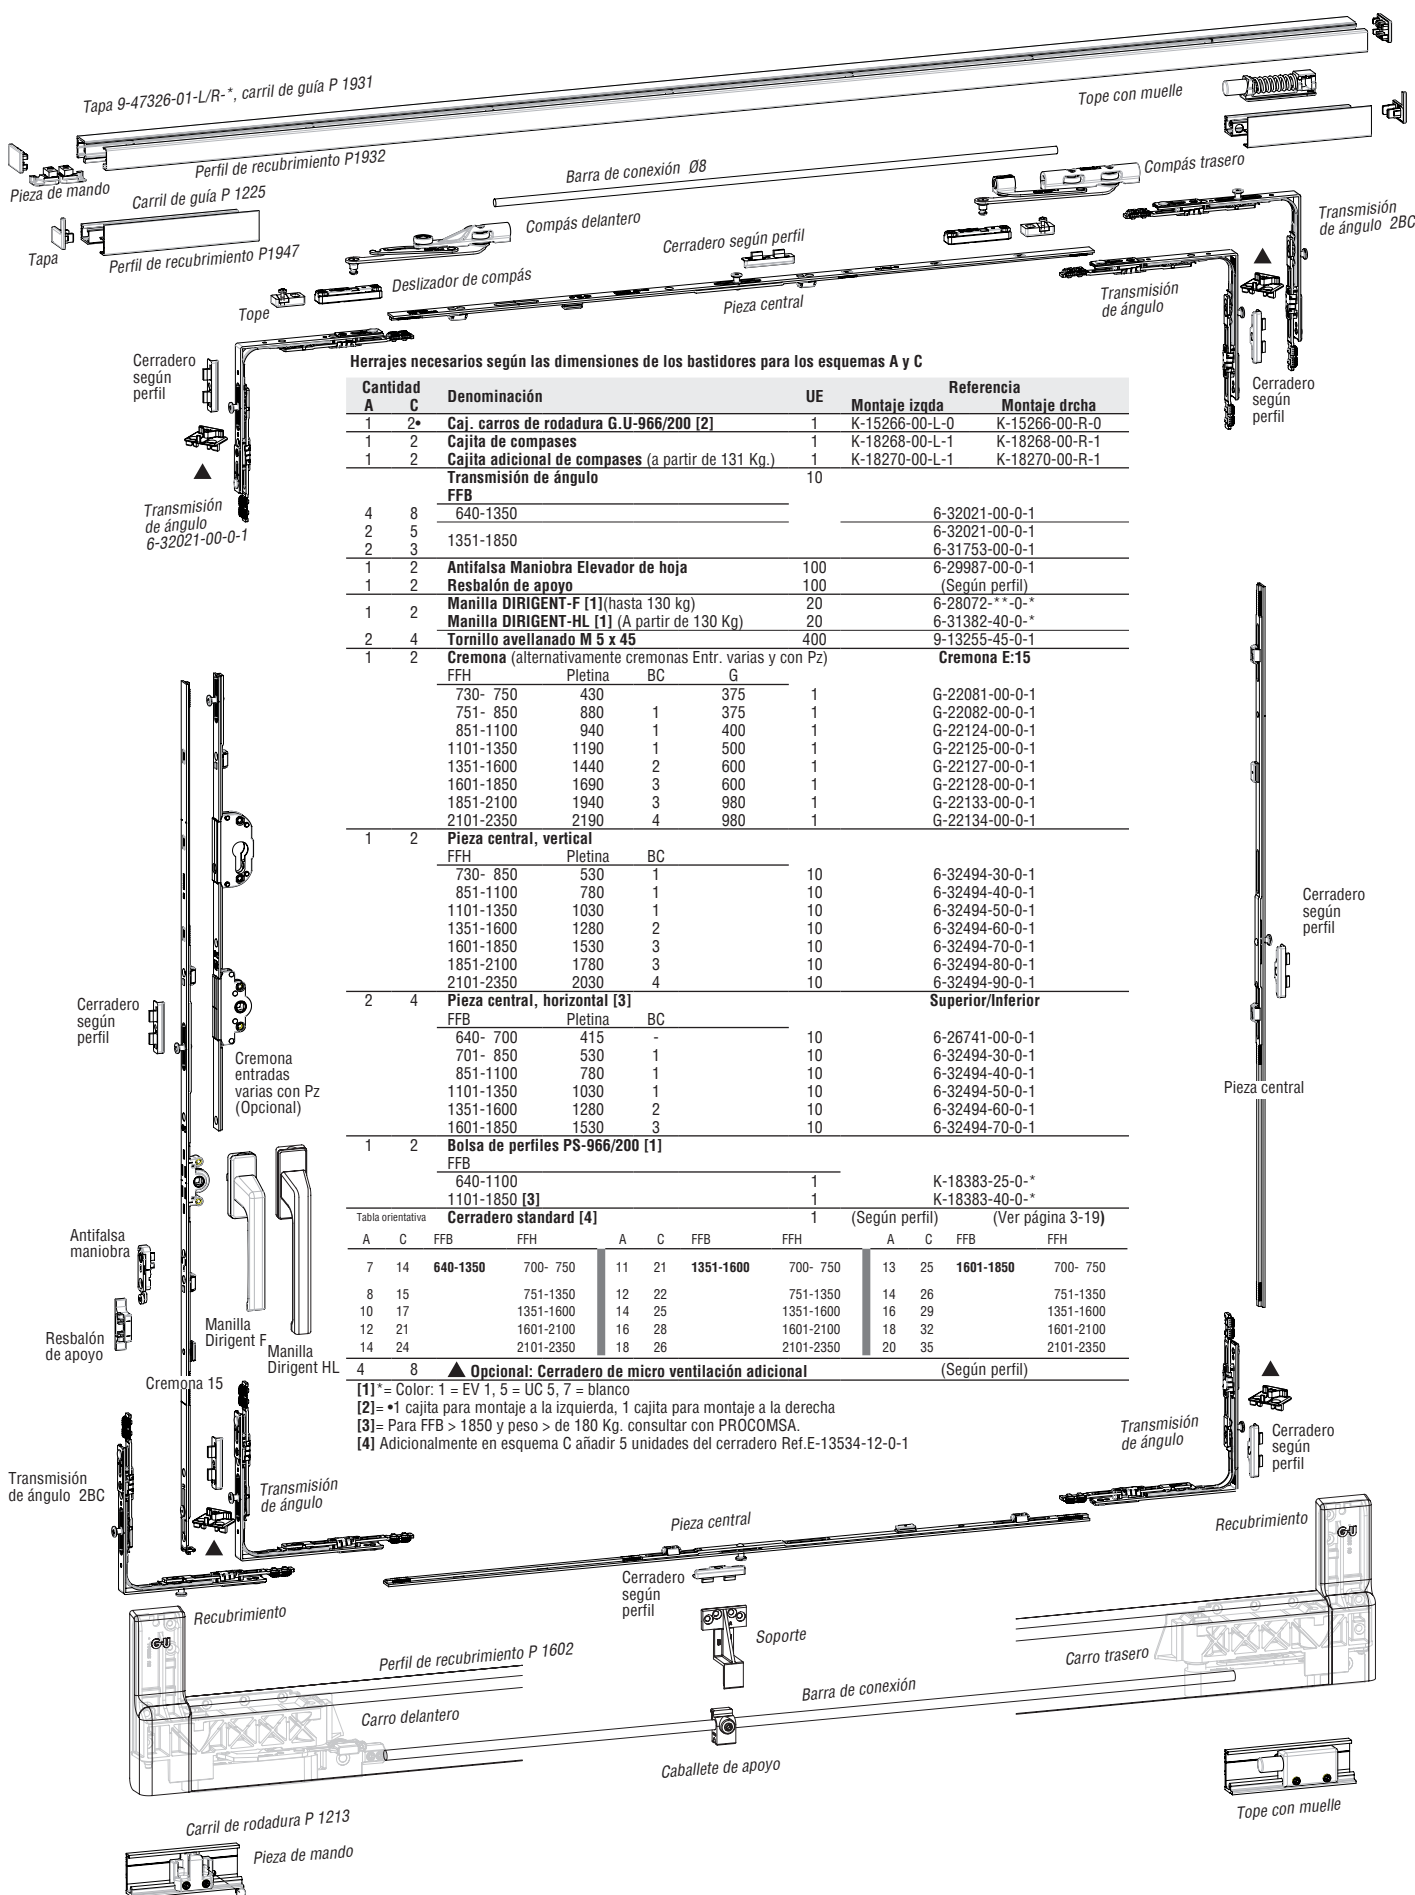 Tapa 9-47326-01-L/R-*, carril de guía P 1931
Tope con muelle
Perfil de recubrimiento P1932
Pieza de mando
Carril de guía P 1225
Barra de conexión Ø8
Compás trasero
Compás delantero
Cerradero según perfil
Transmisión
de ángulo 2BC
Tapa
Perfil de recubrimiento P1947
Deslizador de compás
Tope
Pieza central
Transmisión
de ángulo
Cerradero
según
perfil
Cerradero
según
perfil
Transmisión
de ángulo
6-32021-00-0-1
Herrajes necesarios según las dimensiones de los bastidores para los esquemas A y C
Cantidad Denominación UE Referencia
A C Montaje izqda Montaje drcha
1 2• Caj. carros de rodadura G.U-966/200 [2] 1 K-15266-00-L-0 K-15266-00-R-0
1 2 Cajita de compases 1 K-18268-00-L-1 K-18268-00-R-1
1 2 Cajita adicional de compases (a partir de 131 Kg.) 1 K-18270-00-L-1 K-18270-00-R-1
Transmisión de ángulo 10
FFB
4 8 640-1350 6-32021-00-0-1
2 5 1351-1850 6-32021-00-0-1
2 3 6-31753-00-0-1
1 2 Antifalsa Maniobra Elevador de hoja 100 6-29987-00-0-1
1 2 Resbalón de apoyo 100 (Según perfil)
1 2 Manilla DIRIGENT-F [1](hasta 130 kg) 20 6-28072-**-0-*
Manilla DIRIGENT-HL [1] (A partir de 130 Kg) 20 6-31382-40-0-*
2 4 Tornillo avellanado M 5 x 45 400 9-13255-45-0-1
1 2 Cremona (alternativamente cremonas Entr. varias y con Pz) Cremona E:15
FFH Pletina BC G
730- 750 430 375 1 G-22081-00-0-1
751- 850 880 1 375 1 G-22082-00-0-1
851-1100 940 1 400 1 G-22124-00-0-1
1101-1350 1190 1 500 1 G-22125-00-0-1
1351-1600 1440 2 600 1 G-22127-00-0-1
1601-1850 1690 3 600 1 G-22128-00-0-1
1851-2100 1940 3 980 1 G-22133-00-0-1
2101-2350 2190 4 980 1 G-22134-00-0-1
1 2 Pieza central, vertical
FFH Pletina BC
730- 850 530 1 10 6-32494-30-0-1
851-1100 780 1 10 6-32494-40-0-1
1101-1350 1030 1 10 6-32494-50-0-1
1351-1600 1280 2 10 6-32494-60-0-1
1601-1850 1530 3 10 6-32494-70-0-1
1851-2100 1780 3 10 6-32494-80-0-1
2101-2350 2030 4 10 6-32494-90-0-1
2 4 Pieza central, horizontal [3] Superior/Inferior
FFB Pletina BC
640- 700 415 - 10 6-26741-00-0-1
701- 850 530 1 10 6-32494-30-0-1
851-1100 780 1 10 6-32494-40-0-1
1101-1350 1030 1 10 6-32494-50-0-1
1351-1600 1280 2 10 6-32494-60-0-1
1601-1850 1530 3 10 6-32494-70-0-1
1 2 Bolsa de perfiles PS-966/200 [1]
FFB
640-1100 1 K-18383-25-0-*
1101-1850 [3] 1 K-18383-40-0-*
Tabla orientativa Cerradero standard [4] 1 (Según perfil) (Ver página 3-19)
A C FFB FFH A C FFB FFH A C FFB FFH
7 14 640-1350 700- 750 11 21 1351-1600 700- 750 13 25 1601-1850 700- 750
8 15 751-1350 12 22 751-1350 14 26 751-1350
10 17 1351-1600 14 25 1351-1600 16 29 1351-1600
12 21 1601-2100 16 28 1601-2100 18 32 1601-2100
14 24 2101-2350 18 26 2101-2350 20 35 2101-2350
4 8 ▲ Opcional: Cerradero de micro ventilación adicional (Según perfil)
[1]*= Color: 1 = EV 1, 5 = UC 5, 7 = blanco
[2]= •1 cajita para montaje a la izquierda, 1 cajita para montaje a la derecha
[3]= Para FFB > 1850 y peso > de 180 Kg. consultar con PROCOMSA.
[4] Adicionalmente en esquema C añadir 5 unidades del cerradero Ref.E-13534-12-0-1
Cerradero
según
perfil
Cremona
entradas
varias con Pz
(Opcional)
Antifalsa
maniobra
Resbalón
de apoyo
Manilla
Dirigent F
Manilla
Dirigent HL
Cremona 15
Cerradero
según
perfil
Pieza central
Transmisión
de ángulo 2BC
Transmisión
de ángulo
Transmisión
de ángulo
Cerradero
según
perfil
Pieza central
Recubrimiento
G-U
Cerradero
según
perfil
Recubrimiento
G-U
Soporte
Perfil de recubrimiento P 1602
Carro trasero
Barra de conexión
Carro delantero
Caballete de apoyo
Tope con muelle
Carril de rodadura P 1213
Pieza de mando